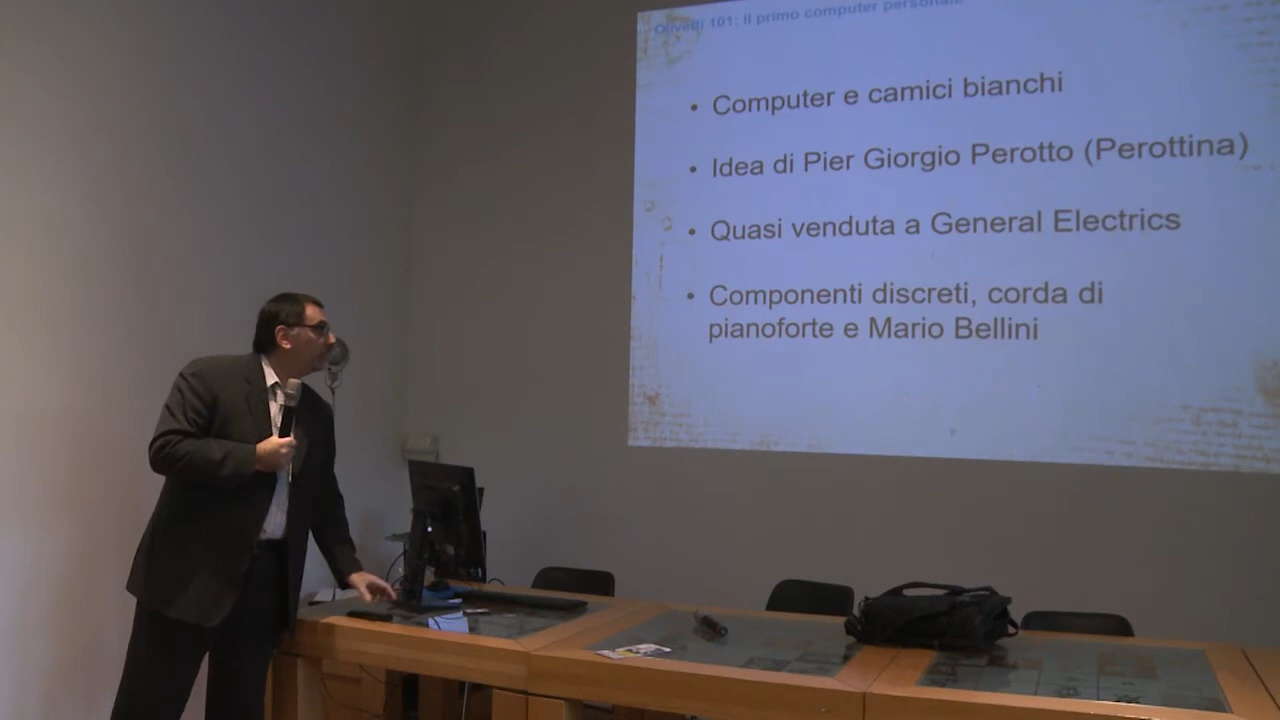 Olivetti 101: il primo computer personale
• Computer e camici bianchi
• Idea di Pier Giorgio Perotto (Perottina)
• Quasi venduta a General Electrics
• Componenti discreti, corda di
pianoforte e Mario Bellini